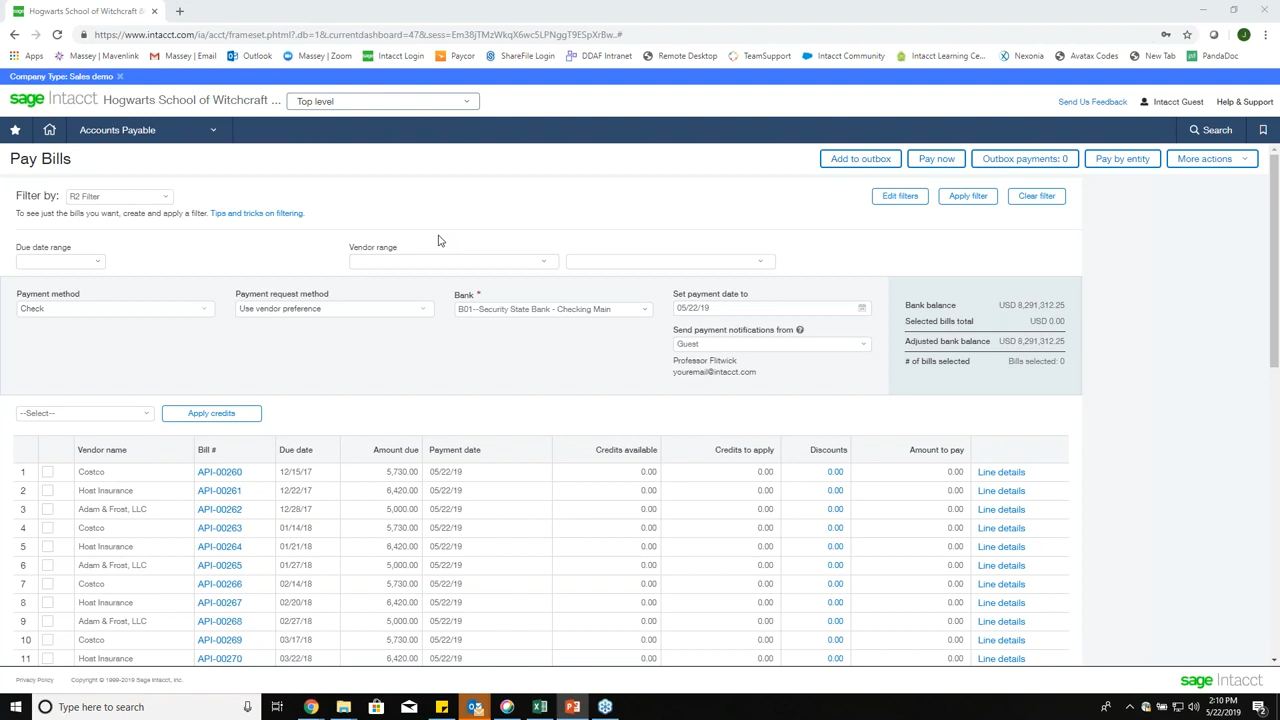 Hogwarts School of Witchcraft &
https://www.intacct.com/ia/acct/frameset.phtml?.db=1&.currentdashboard=47&.sess=Em38jTMzWkqX6wc5LPNggT9ESpXrBw..#
Apps Massey | Mavenlink Massey | Email Outlook Massey | Zoom Intacct Login Paycor ShareFile Login DDAF Intranet Remote Desktop TeamSupport Intacct Community Intacct Learning Ce... Nexonia Avatax Codes New Tab PandaDoc
Company Type: Sales demo
sage Intacct Hogwarts School of Witchcraft ... Top level Send Us Feedback Intacct Guest Help & Support
Accounts Payable Search
Pay Bills Add to outbox Pay now Outbox payments: 0 Pay by entity More actions
Filter by: R2 Filter Edit filters Apply filter Clear filter
To see just the bills you want, create and apply a filter. Tips and tricks on filtering.
Due date range Vendor range
Payment method Payment request method Bank * Set payment date to
Check Use vendor preference B01--Security State Bank - Checking Main 05/22/19
Bank balance USD 8,291,312.25
Selected bills total USD 0.00
Send payment notifications from
Adjusted bank balance USD 8,291,312.25
Guest
Professor Flitwick # of bills selected Bills selected: 0
youremail@intacct.com
--Select-- Apply credits
Vendor name Bill # Due date Amount due Payment date Credits available Credits to apply Discounts Amount to pay
1 Costco API-00260 12/15/17 5,730.00 05/22/19 0.00 0.00 0.00 0.00 Line details
2 Hoat Insurance API-00261 12/22/17 6,420.00 05/22/19 0.00 0.00 0.00 0.00 Line details
3 Adam & Frost, LLC API-00262 12/28/17 5,000.00 05/22/19 0.00 0.00 0.00 0.00 Line details
4 Costco API-00263 01/14/18 5,730.00 05/22/19 0.00 0.00 0.00 0.00 Line details
5 Hoat Insurance API-00264 01/21/18 6,420.00 05/22/19 0.00 0.00 0.00 0.00 Line details
6 Adam & Frost, LLC API-00265 01/27/18 5,000.00 05/22/19 0.00 0.00 0.00 0.00 Line details
7 Costco API-00266 02/14/18 5,730.00 05/22/19 0.00 0.00 0.00 0.00 Line details
8 Hoat Insurance API-00267 02/20/18 6,420.00 05/22/19 0.00 0.00 0.00 0.00 Line details
9 Adam & Frost, LLC API-00268 02/27/18 5,000.00 05/22/19 0.00 0.00 0.00 0.00 Line details
10 Costco API-00269 03/17/18 5,730.00 05/22/19 0.00 0.00 0.00 0.00 Line details
11 Hoat Insurance API-00270 03/22/18 6,420.00 05/22/19 0.00 0.00 0.00 0.00 Line details
Privacy Policy Copyright © 1999-2019 Sage Intacct, Inc. sage Intacct
Type here to search 2:10 PM
5/22/2019 2